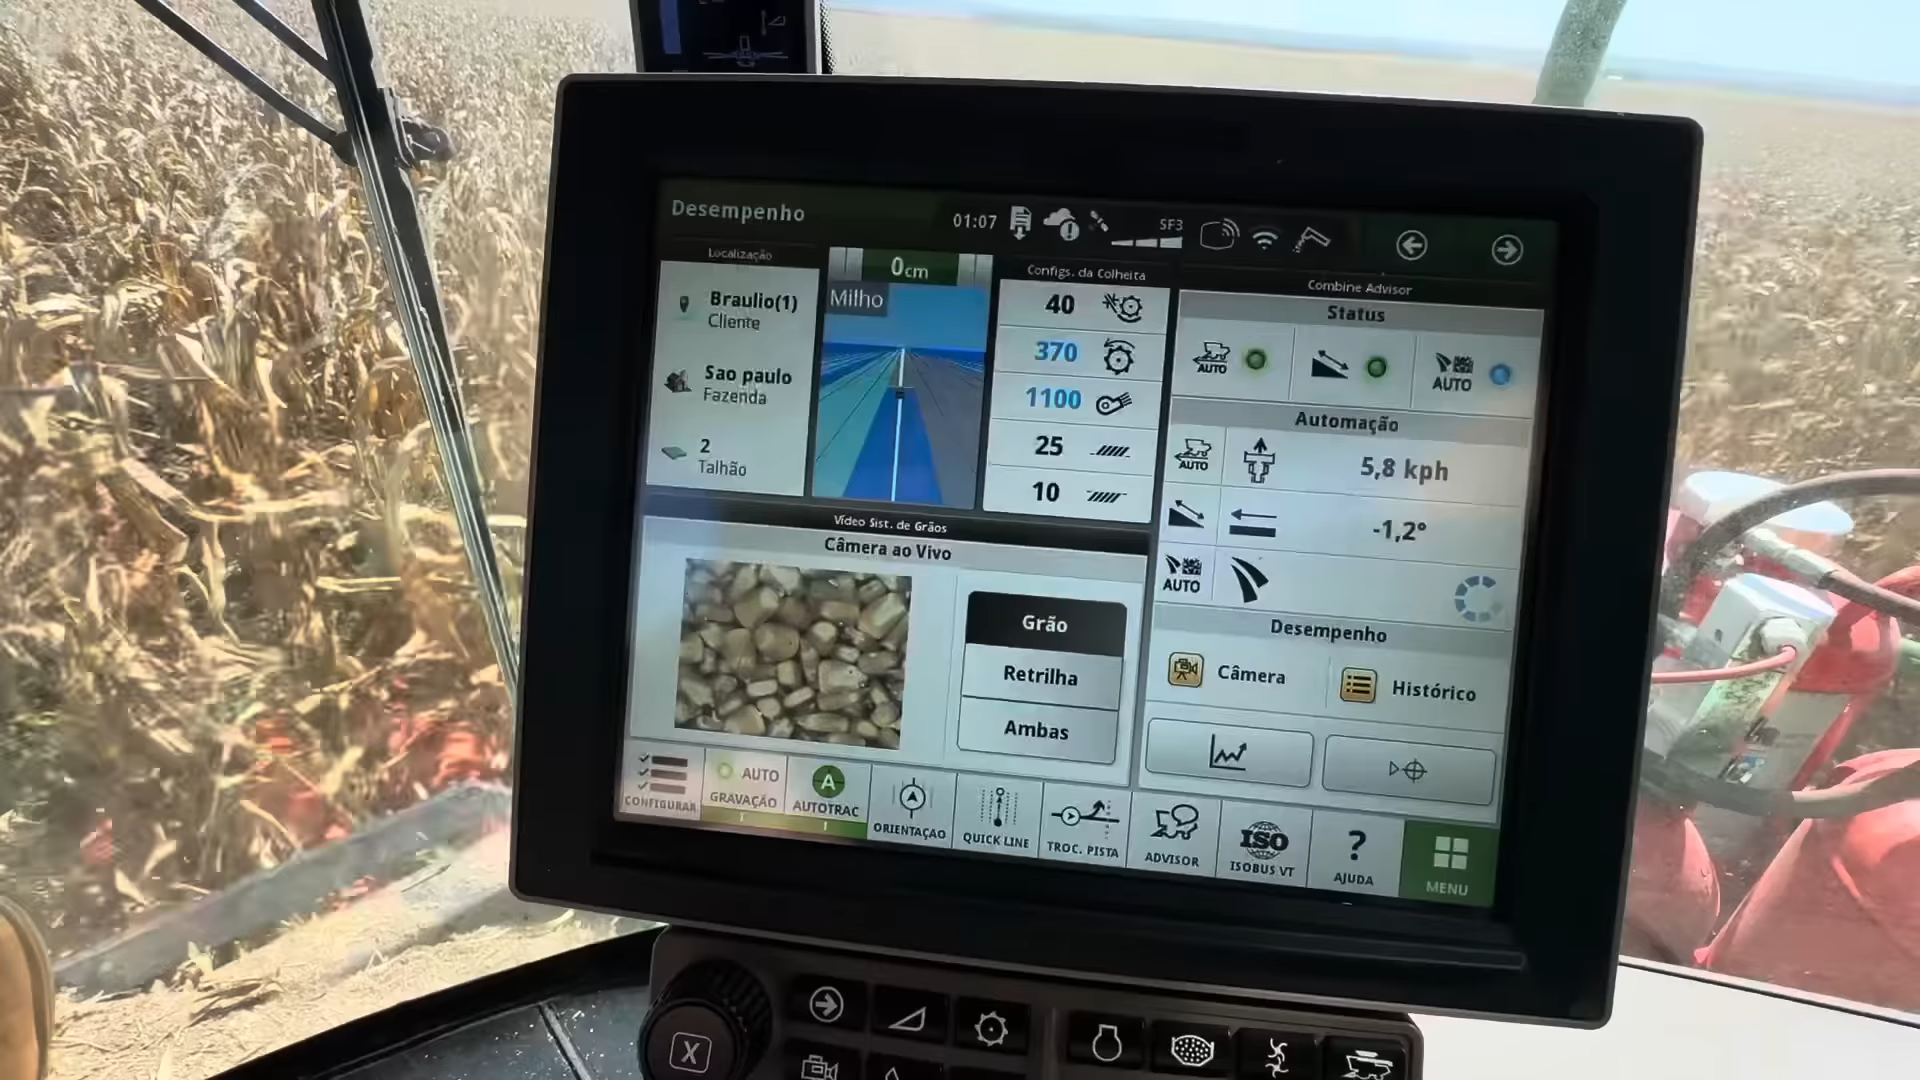 Desempenho
01:07
SF3
Localização
Braulio(1)
Cliente
Sao paulo
Fazenda
2
Talhão
0cm
Milho
Configs. da Colheita
40
370
1100
25
10
Combine Advisor
Status
AUTO
AUTO
Automação
AUTO
5,8 kph
-1,2°
AUTO
Desempenho
Câmera
Histórico
Vídeo Sist. de Grãos
Câmera ao Vivo
Grão
Retrilha
Ambas
CONFIGURAR
AUTO
GRAVAÇÃO
A
AUTOTRAC
ORIENTAÇÃO
QUICK LINE
TROC. PISTA
ADVISOR
ISO
ISOBUS VT
?
AJUDA
MENU
X